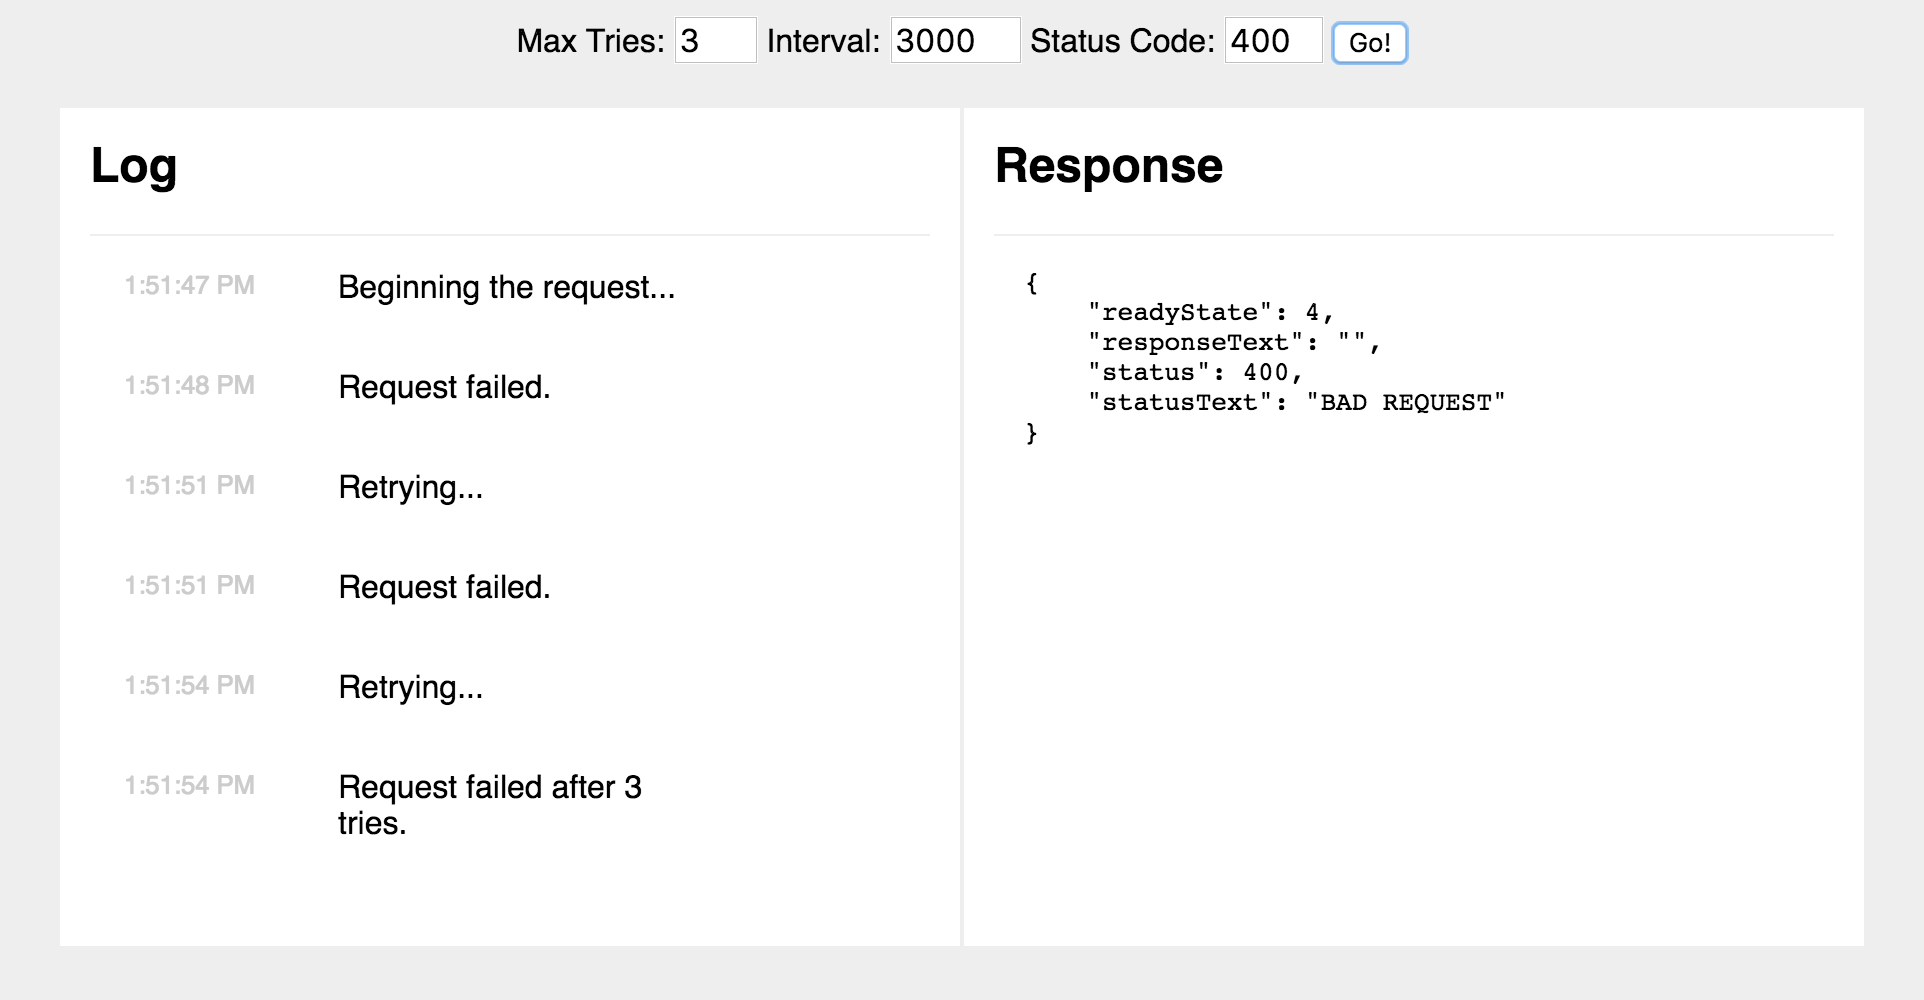 Max Tries: 3 Interval: 3000 Status Code: 400 Go!
Log
1:51:47 PM Beginning the request...
1:51:48 PM Request failed.
1:51:51 PM Retrying...
1:51:51 PM Request failed.
1:51:54 PM Retrying...
1:51:54 PM Request failed after 3
tries.
Response
{
    "readyState": 4,
    "responseText": "",
    "status": 400,
    "statusText": "BAD REQUEST"
}